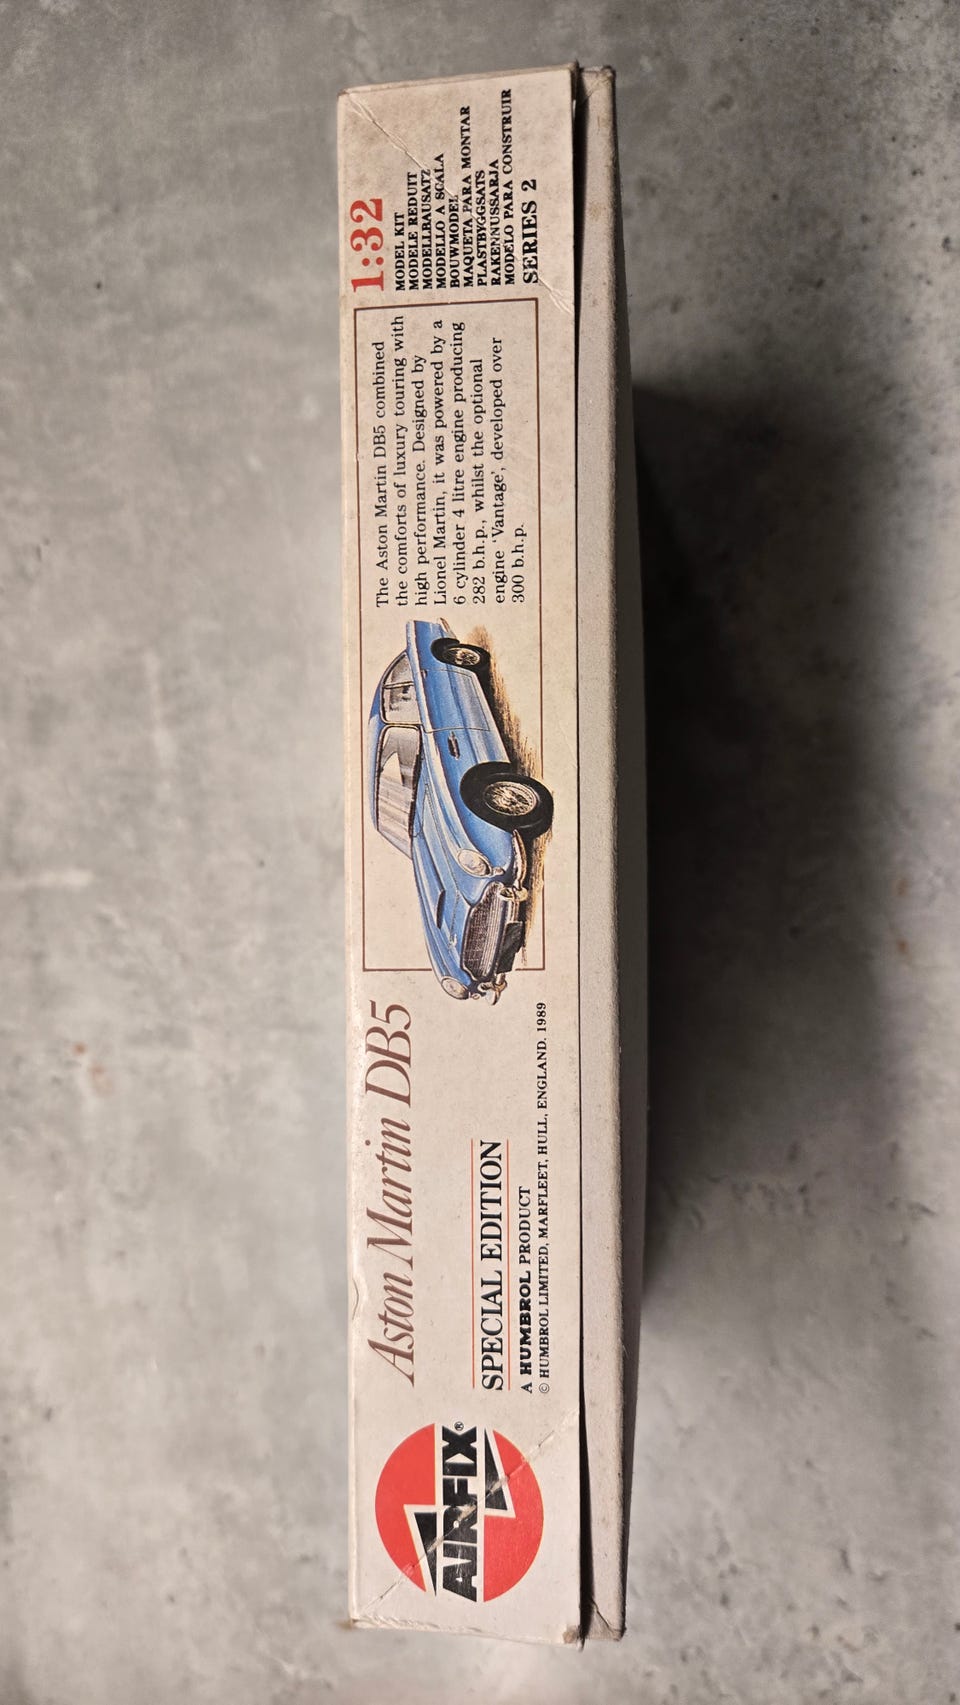 AIRFIX®
Aston Martin DB5
SPECIAL EDITION
A HUMBROL PRODUCT
© HUMBROL LIMITED, MARFLEET, HULL, ENGLAND. 1989
The Aston Martin DB5 combined
the comforts of luxury touring with
high performance. Designed by
Lionel Martin, it was powered by a
6 cylinder 4 litre engine producing
282 b.h.p., whilst the optional
engine 'Vantage', developed over
300 b.h.p.
1:32
MODEL KIT
MODELE REDUIT
MODELLBAUSATZ
MODELLO A SCALA
BOUWMODEL
MAQUETA PARA MONTAR
PLASTBYGGSATS
RAKENNUSSARJA
MODELO PARA CONSTRUIR
SERIES 2